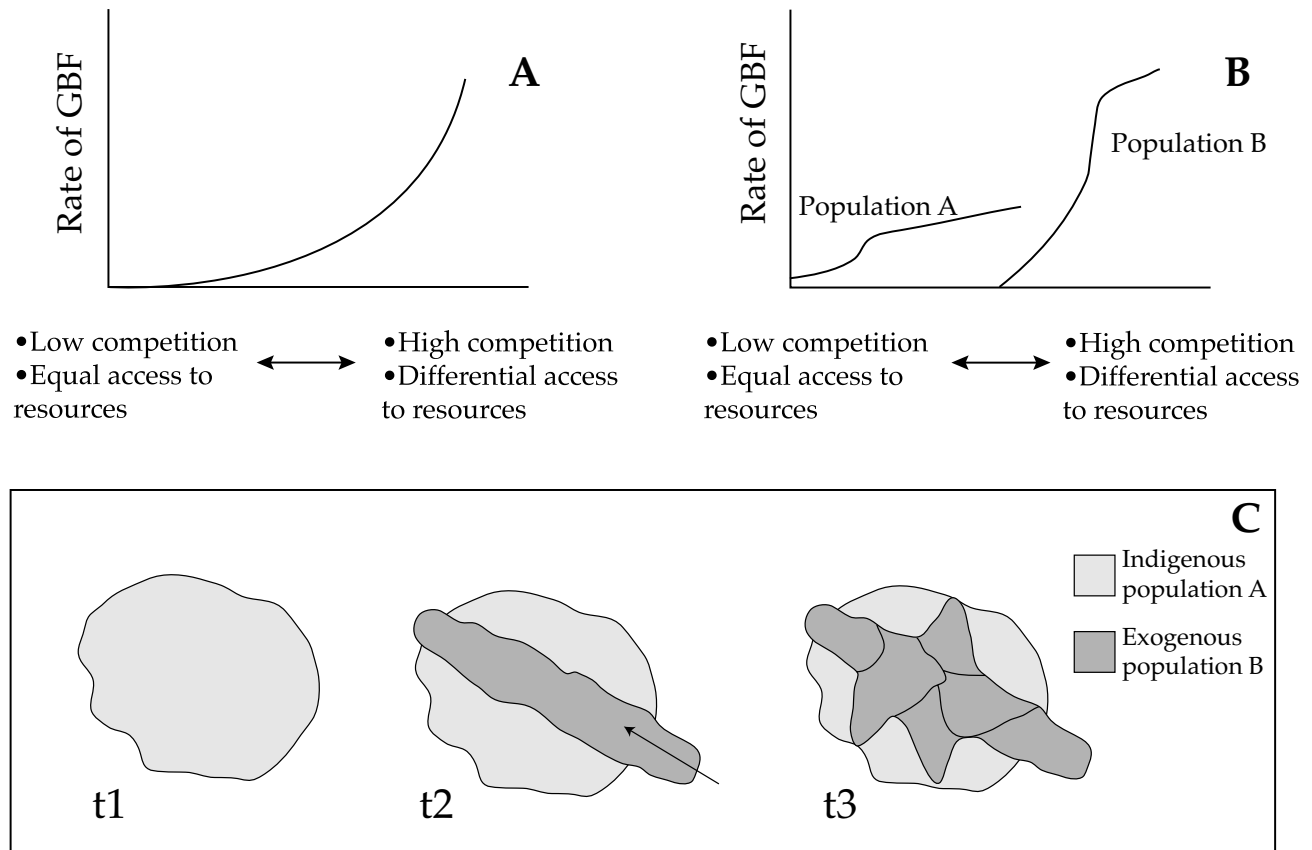 Rate of GBF
A
•Low competition
•Equal access to
resources
•High competition
•Differential access
to resources
Rate of GBF
B
Population A
Population B
•Low competition
•Equal access to
resources
•High competition
•Differential access
to resources
C
Indigenous
population A
Exogenous
population B
t1
t2
t3